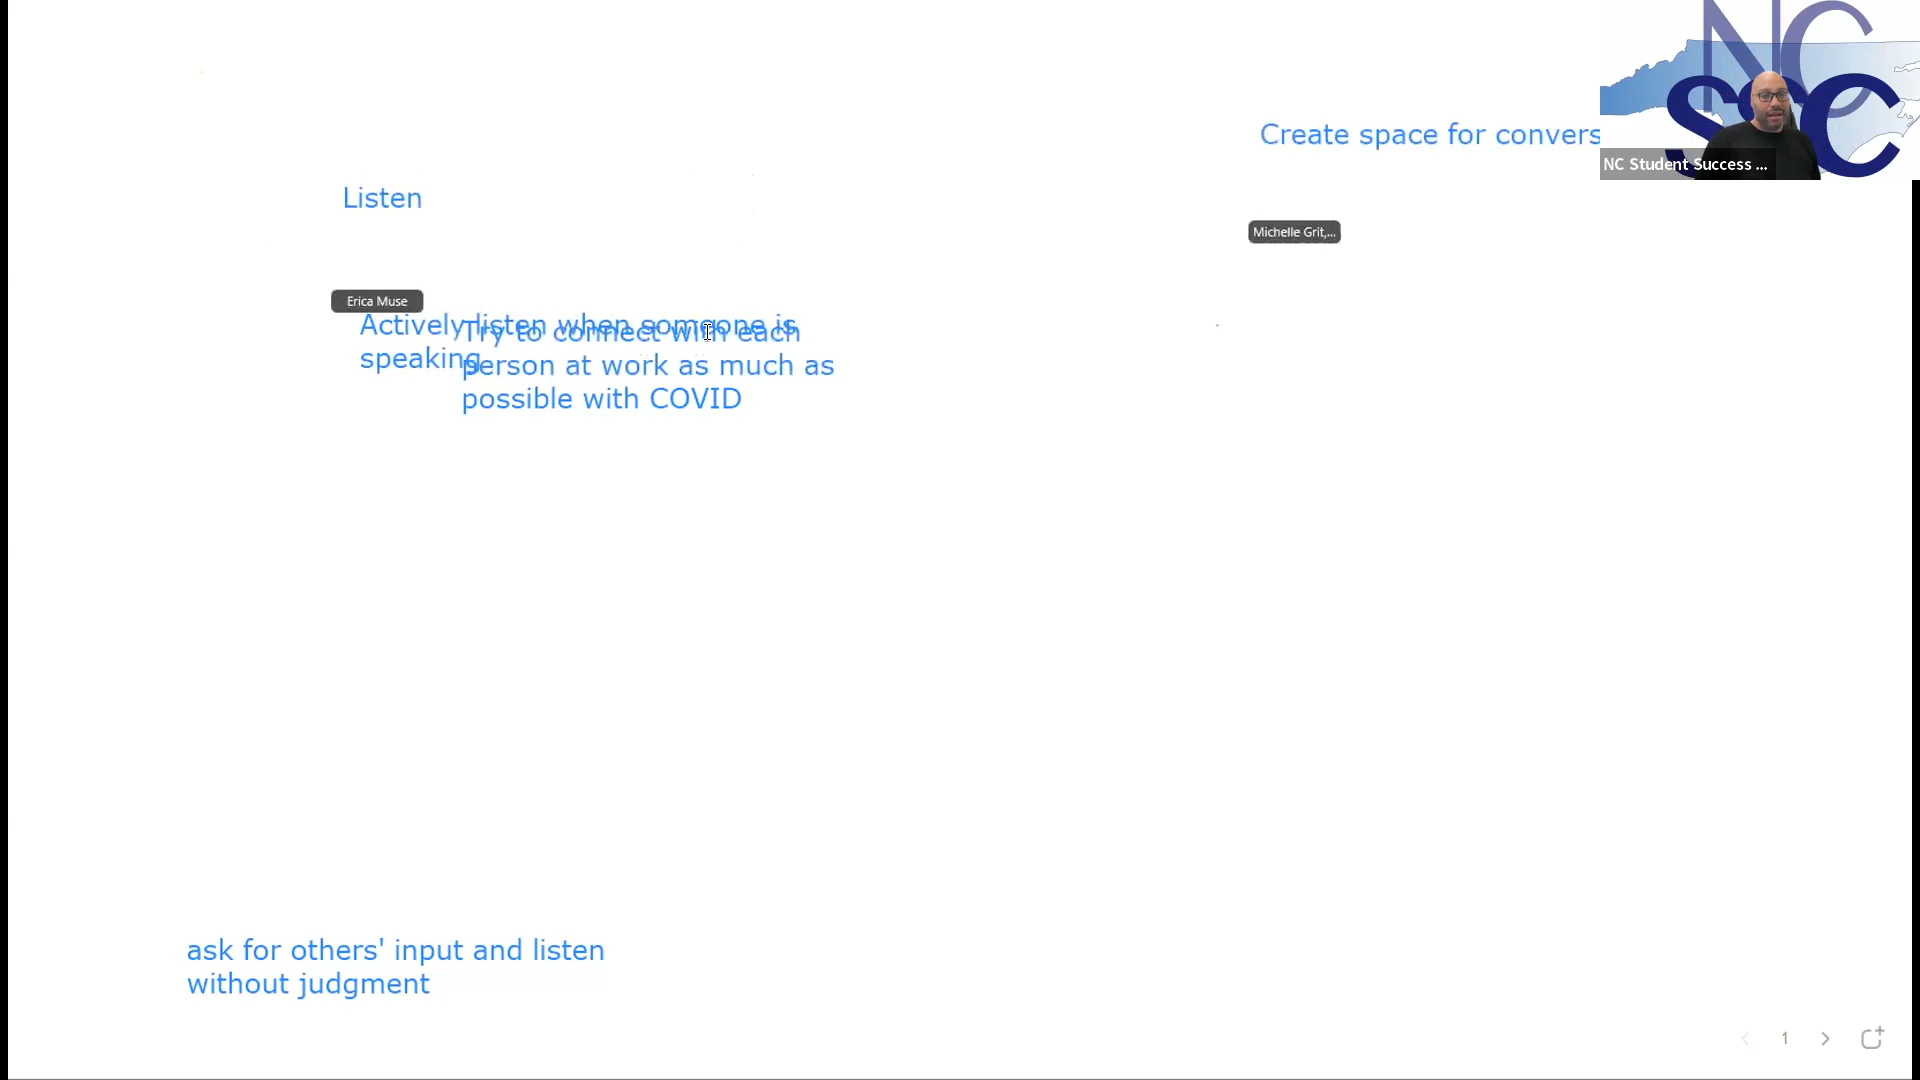 NC
SSC
Create space for convers
NC Student Success ...
Listen
Michelle Grit,...
Erica Muse
Actively listen when someone is
speaking
Try to connect with each
person at work as much as
possible with COVID
ask for others' input and listen
without judgment
1